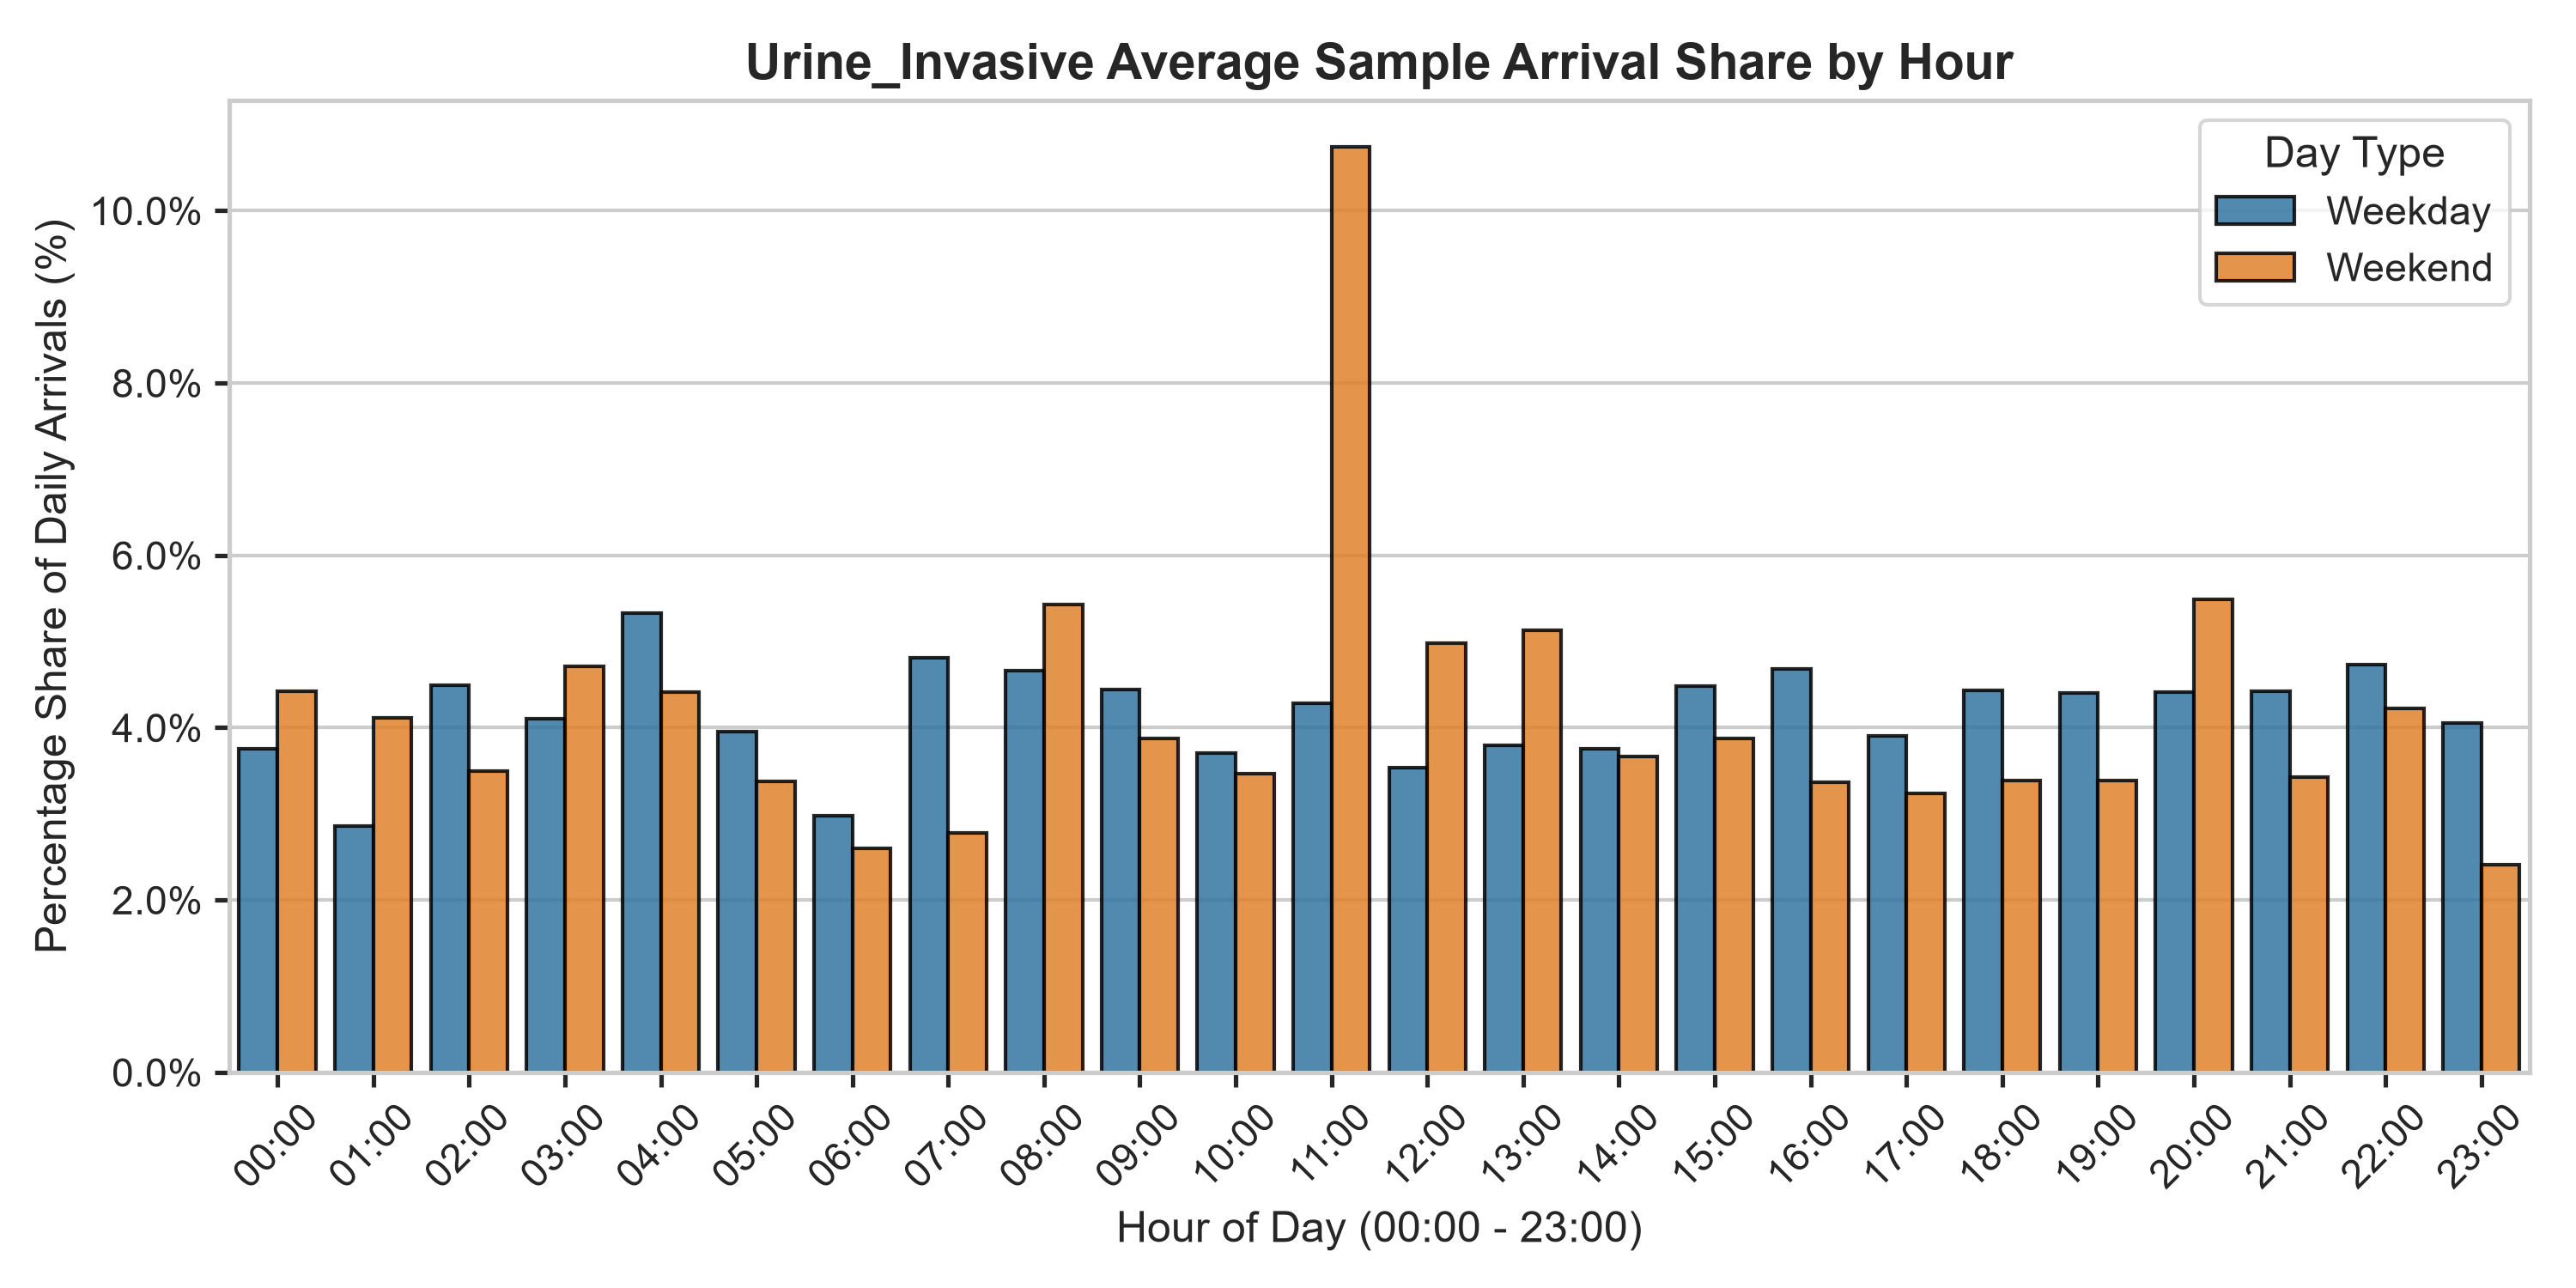 Urine_Invasive Average Sample Arrival Share by Hour
Percentage Share of Daily Arrivals (%)
10.0%
8.0%
6.0%
4.0%
2.0%
0.0%
Day Type
Weekday
Weekend
00:00 01:00 02:00 03:00 04:00 05:00 06:00 07:00 08:00 09:00 10:00 11:00 12:00 13:00 14:00 15:00 16:00 17:00 18:00 19:00 20:00 21:00 22:00 23:00
Hour of Day (00:00 - 23:00)